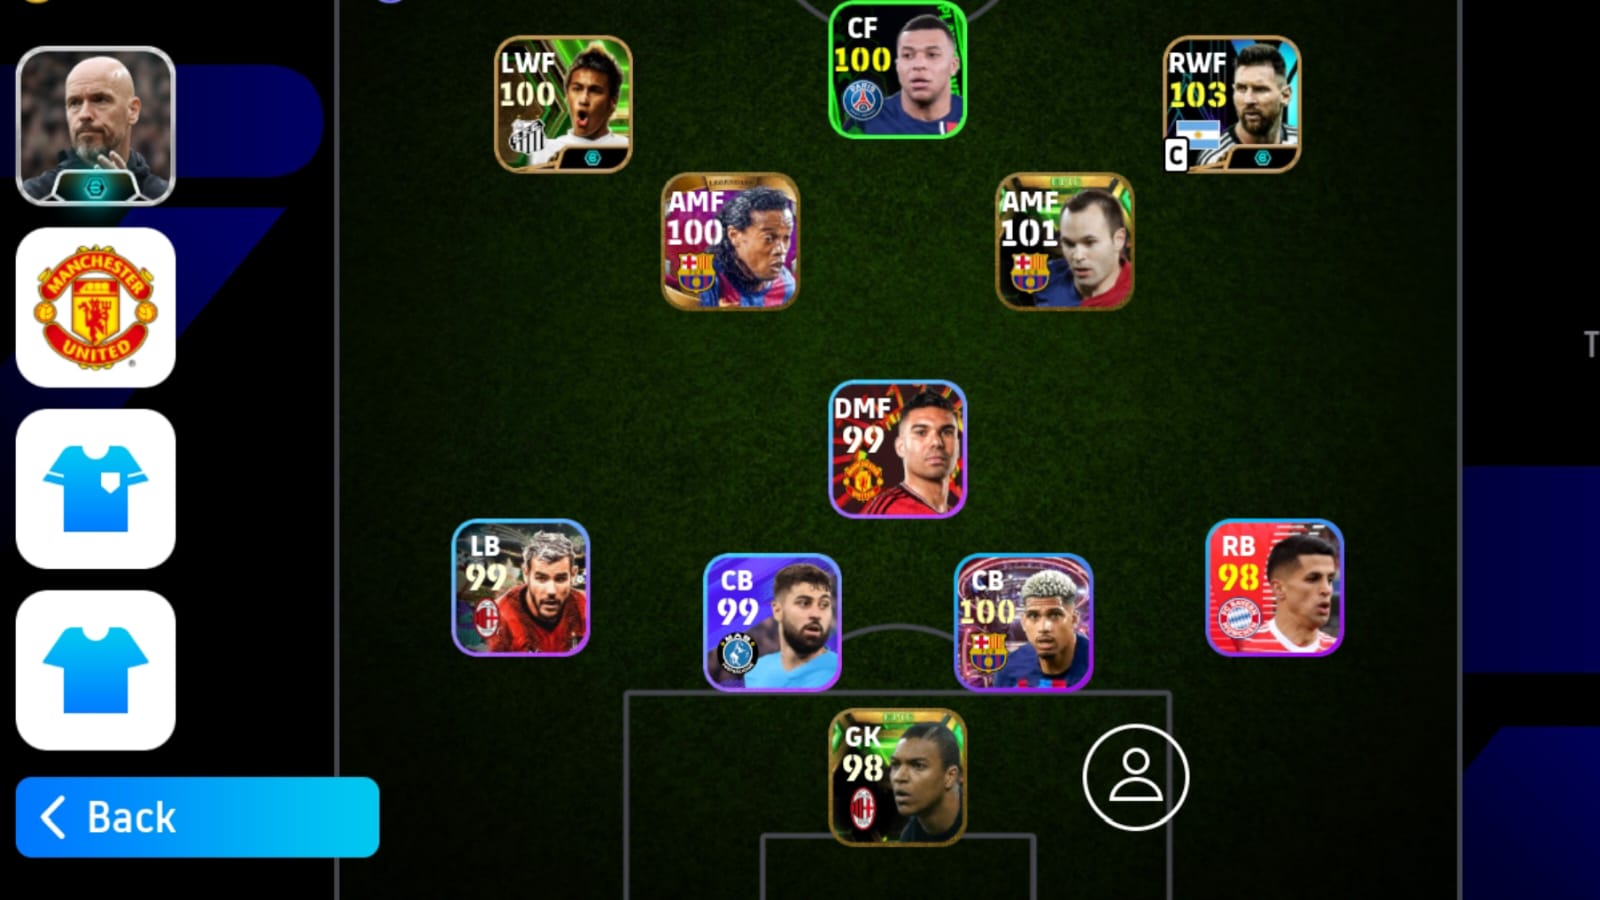 CF
100
LWF
100
RWF
103
C
AMF
100
AMF
101
MANCHESTER
UNITED
DMF
99
LB
99
CB
99
CB
100
RB
98
GK
98
Back
T